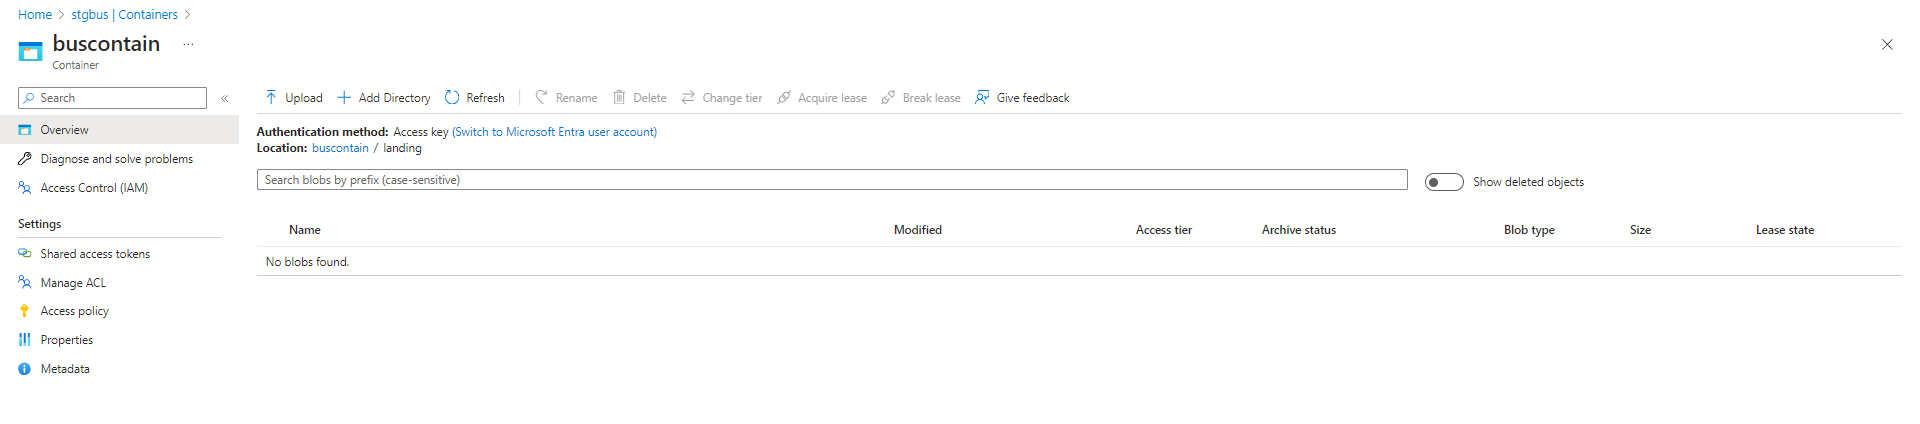 Home > stgbus | Containers >
buscontain ...
Container
Search «
Overview
Diagnose and solve problems
Access Control (IAM)
Settings
Shared access tokens
Manage ACL
Access policy
Properties
Metadata
Upload Add Directory Refresh Rename Delete Change tier Acquire lease Break lease Give feedback
Authentication method: Access key (Switch to Microsoft Entra user account)
Location: buscontain / landing
Search blobs by prefix (case-sensitive) Show deleted objects
Name Modified Access tier Archive status Blob type Size Lease state
No blobs found.